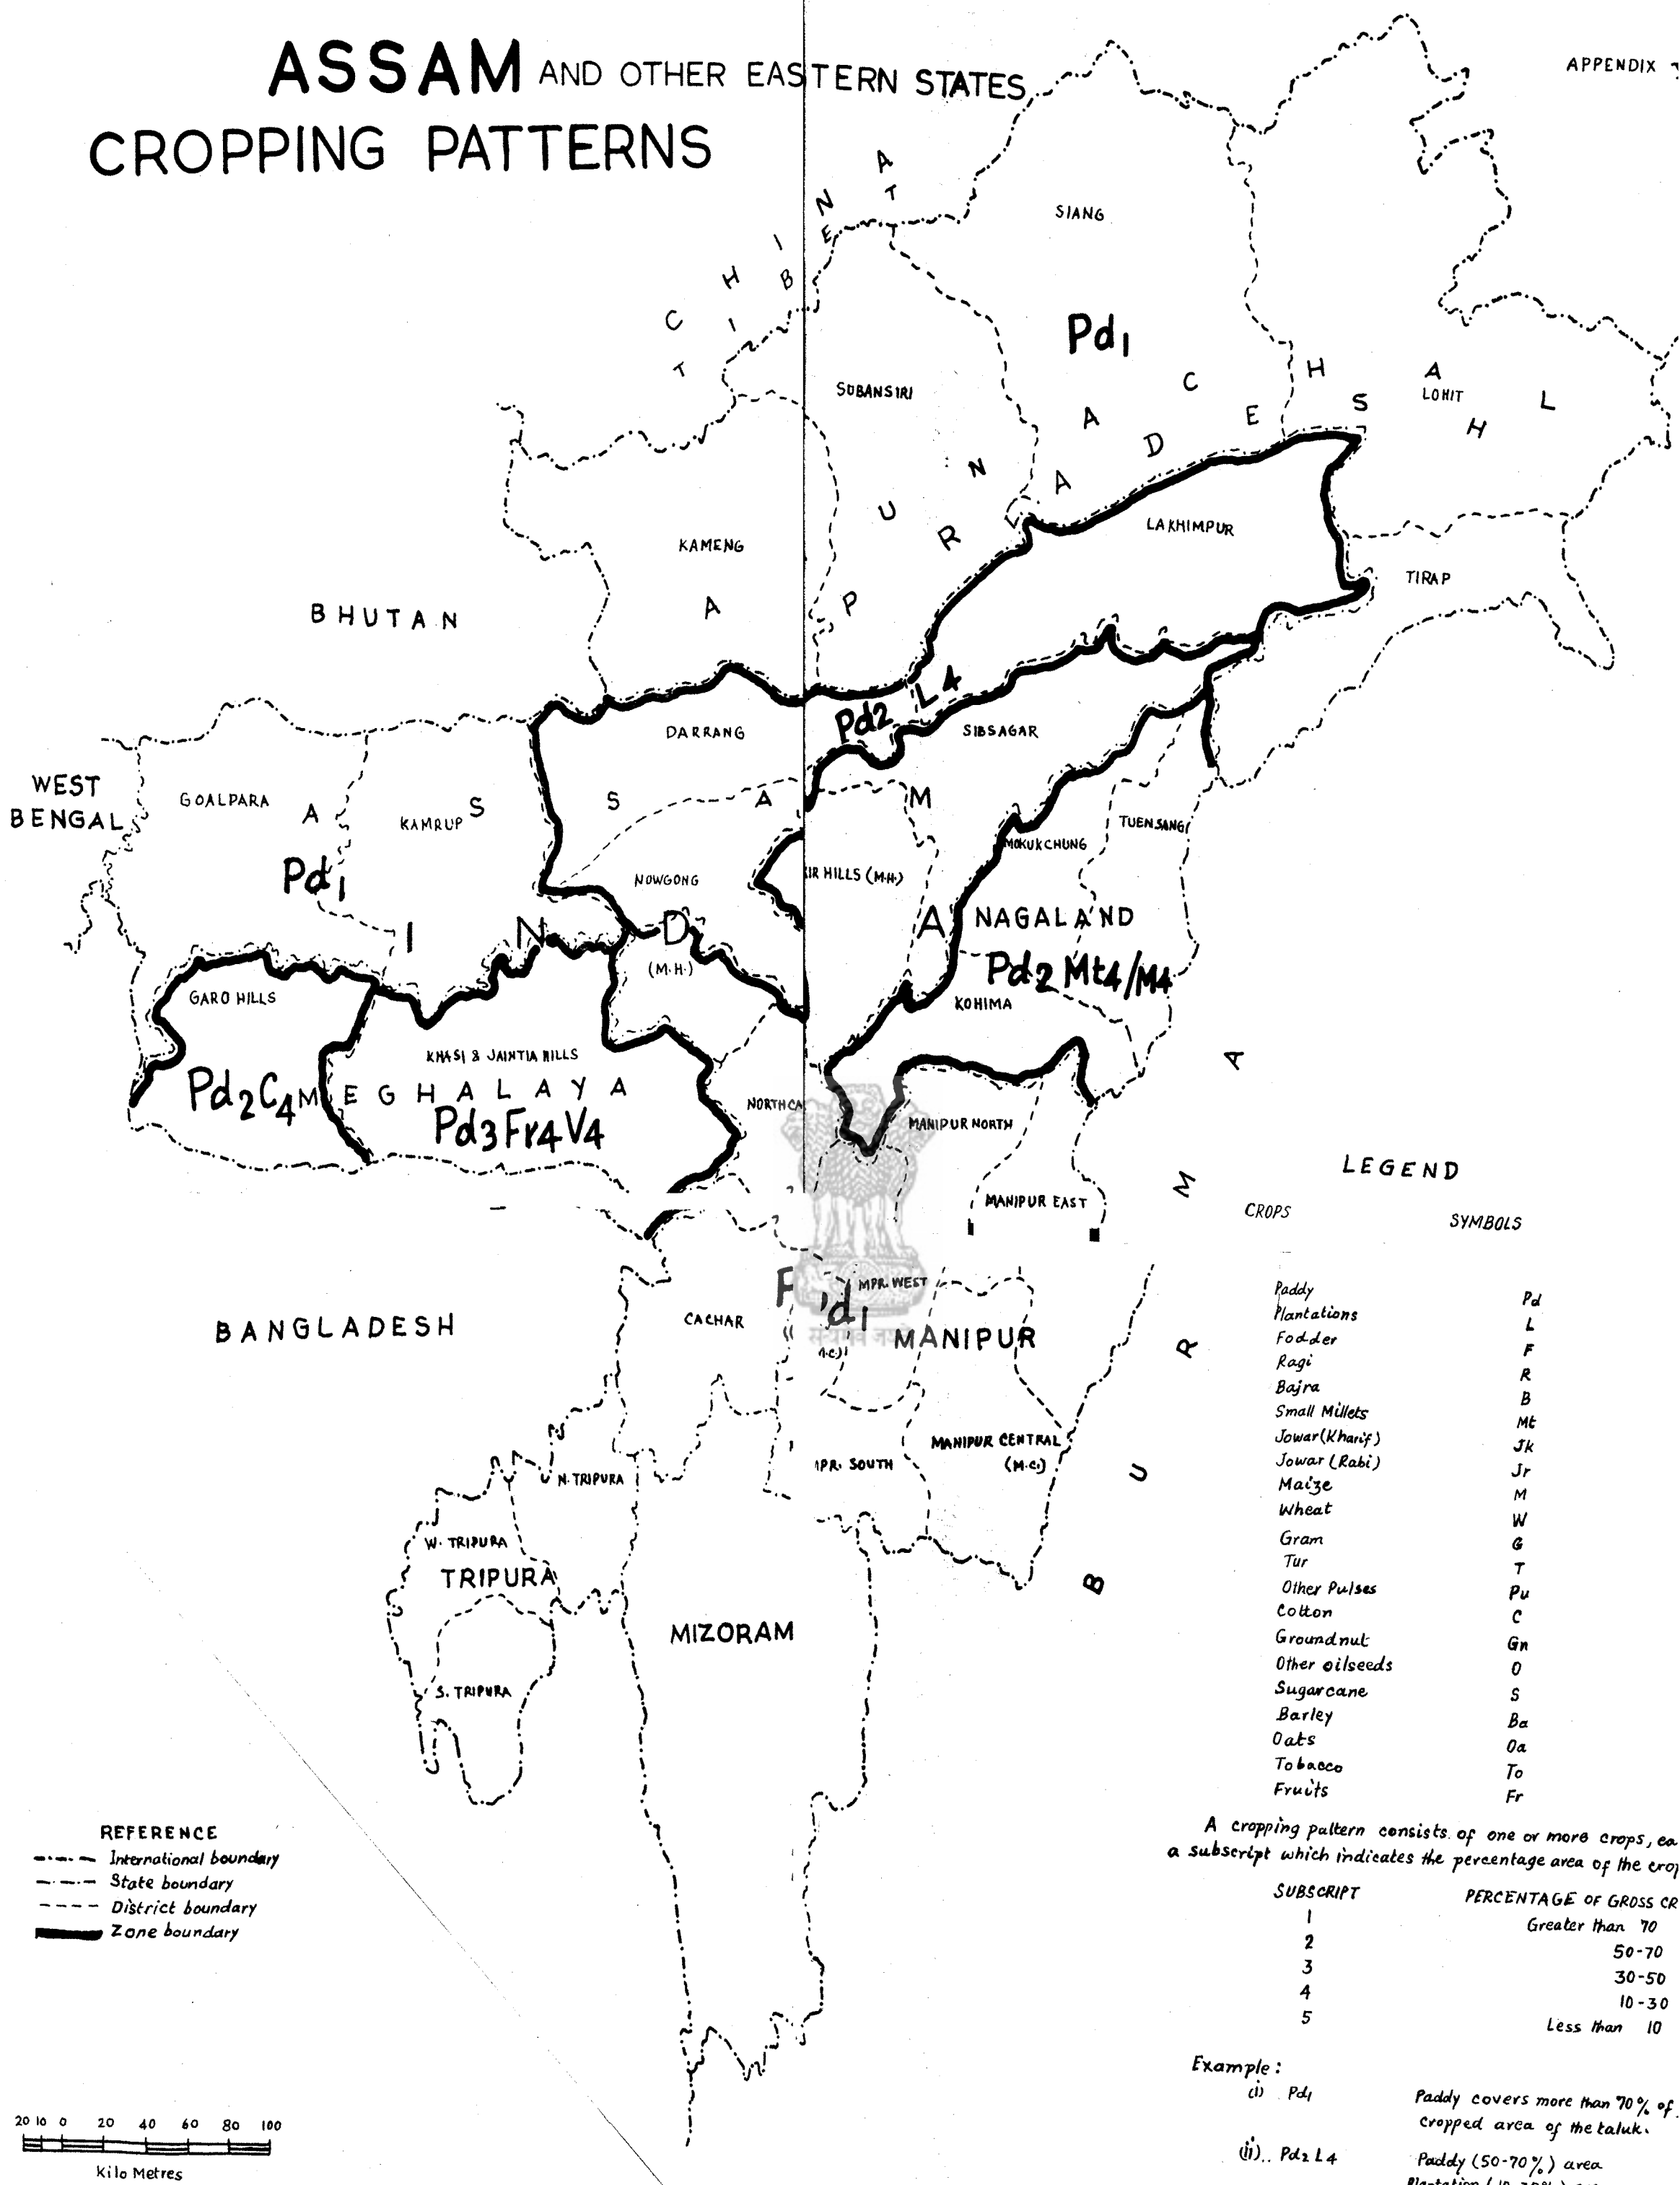 ASSAM AND OTHER EASTERN STATES
CROPPING PATTERNS
APPENDIX
CHINA
TIBET
SIANG
Pd1
SUBANSIRI
LOHIT
ARUNACHAL
PRADESH
KAMENG
LAKHIMPUR
TIRAP
BHUTAN
Pd2 L4
DARRANG
SIBSAGAR
WEST
BENGAL
GOALPARA
KAMRUP
ASSAM
TUENSANG
MOKUKCHUNG
Pd1
NOWGONG
IR HILLS (M.H.)
INDIA
NAGALAND
(M.H.)
Pd2 Mt4/M4
GARO HILLS
KOHIMA
KHASI & JAINTIA HILLS
Pd2C4
MEGHALAYA
NORTH CA
Pd3Fr4V4
MANIPUR NORTH
MANIPUR EAST
BURMA
MPR. WEST
BANGLADESH
CACHAR
सत्यमेव जयते
MANIPUR
MANIPUR CENTRAL
(M.C.)
MPR. SOUTH
N. TRIPURA
W. TRIPURA
TRIPURA
MIZORAM
S. TRIPURA
LEGEND
CROPS SYMBOLS
Paddy Pd
Plantations L
Fodder F
Ragi R
Bajra B
Small Millets Mt
Jowar (Kharif) Jk
Jowar (Rabi) Jr
Maize M
Wheat W
Gram G
Tur T
Other Pulses Pu
Cotton C
Groundnut Gn
Other oilseeds O
Sugarcane S
Barley Ba
Oats Oa
Tobacco To
Fruits Fr
A cropping pattern consists of one or more crops, ea
a subscript which indicates the percentage area of the crop
SUBSCRIPT PERCENTAGE OF GROSS CR
1 Greater than 70
2 50-70
3 30-50
4 10-30
5 Less than 10
Example:
(i) Pd1 Paddy covers more than 70% of
cropped area of the taluk.
(ii).. Pd2 L4 Paddy (50-70%) area
REFERENCE
International boundary
State boundary
District boundary
Zone boundary
20 10 0 20 40 60 80 100
Kilo Metres